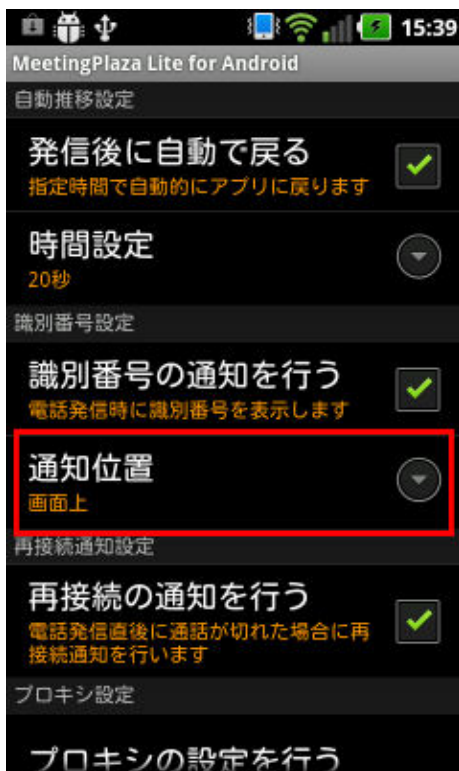 15:39
MeetingPlaza Lite for Android
自動推移設定
発信後に自動で戻る
指定時間で自動的にアプリに戻ります
時間設定
20秒
識別番号設定
識別番号の通知を行う
電話発信時に識別番号を表示します
通知位置
画面上
再接続通知設定
再接続の通知を行う
電話発信直後に通話が切れた場合に再
接続通知を行います
プロキシ設定
プロキシの設定を行う